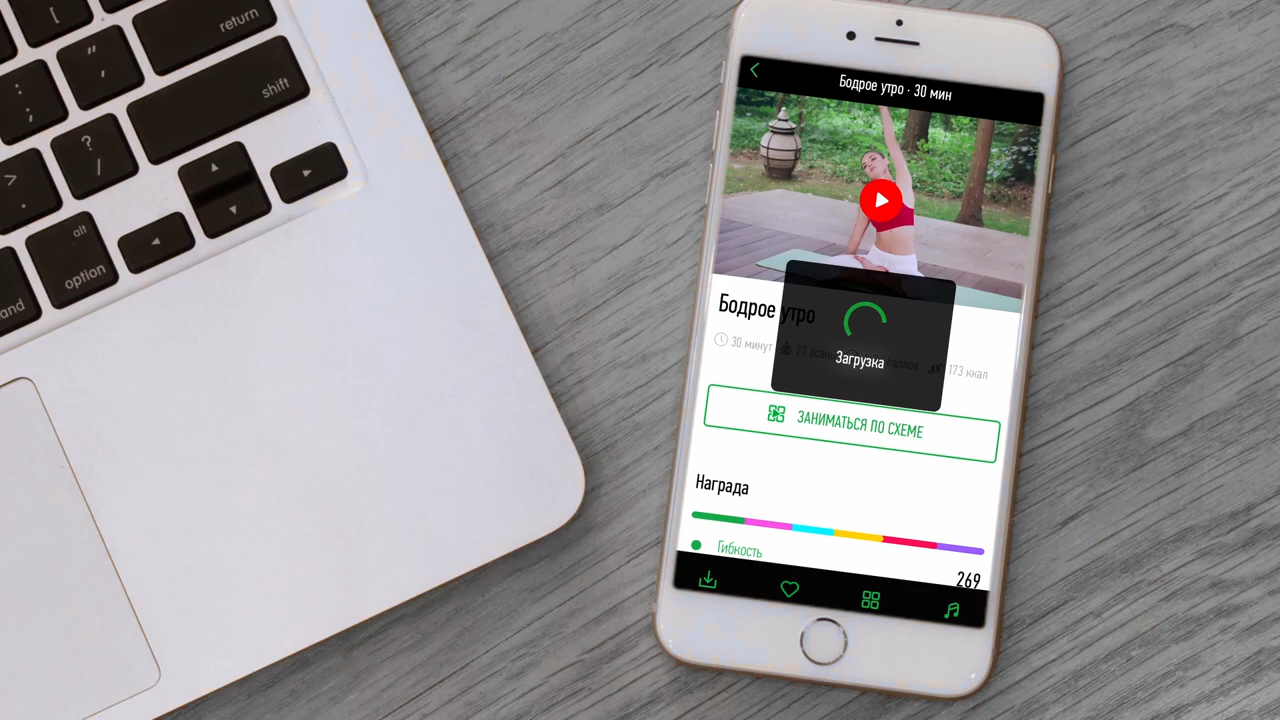 [
return
"
'
shift
:
;
?
/
>
.
alt
option
and
Бодрое утро · 30 мин
Бодрое утро
30 минут
23 асан
баллов
173 ккал
Загрузка
ЗАНИМАТЬСЯ ПО СХЕМЕ
Награда
Гибкость
269